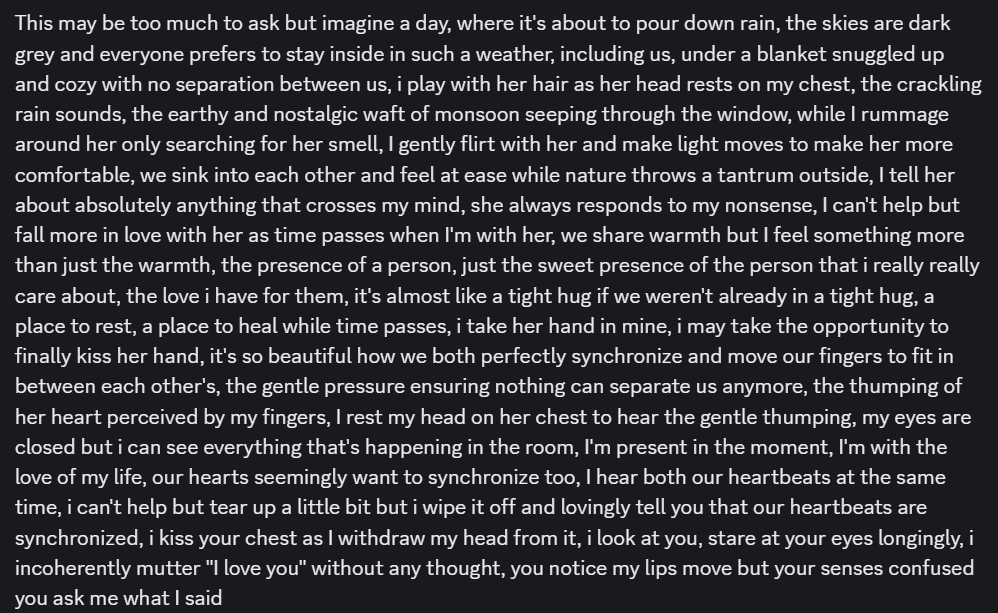 This may be too much to ask but imagine a day, where it's about to pour down rain, the skies are dark
grey and everyone prefers to stay inside in such a weather, including us, under a blanket snuggled up
and cozy with no separation between us, i play with her hair as her head rests on my chest, the crackling
rain sounds, the earthy and nostalgic waft of monsoon seeping through the window, while I rummage
around her only searching for her smell, I gently flirt with her and make light moves to make her more
comfortable, we sink into each other and feel at ease while nature throws a tantrum outside, I tell her
about absolutely anything that crosses my mind, she always responds to my nonsense, I can't help but
fall more in love with her as time passes when I'm with her, we share warmth but I feel something more
than just the warmth, the presence of a person, just the sweet presence of the person that i really really
care about, the love i have for them, it's almost like a tight hug if we weren't already in a tight hug, a
place to rest, a place to heal while time passes, i take her hand in mine, i may take the opportunity to
finally kiss her hand, it's so beautiful how we both perfectly synchronize and move our fingers to fit in
between each other's, the gentle pressure ensuring nothing can separate us anymore, the thumping of
her heart perceived by my fingers, I rest my head on her chest to hear the gentle thumping, my eyes are
closed but i can see everything that's happening in the room, I'm present in the moment, I'm with the
love of my life, our hearts seemingly want to synchronize too, I hear both our heartbeats at the same
time, i can't help but tear up a little bit but i wipe it off and lovingly tell you that our heartbeats are
synchronized, i kiss your chest as I withdraw my head from it, i look at you, stare at your eyes longingly, i
incoherently mutter "I love you" without any thought, you notice my lips move but your senses confused
you ask me what I said